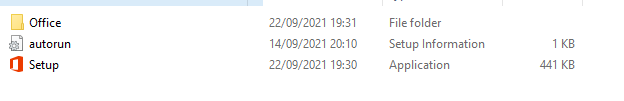 Office 22/09/2021 19:31 File folder
autorun 14/09/2021 20:10 Setup Information 1 KB
Setup 22/09/2021 19:30 Application 441 KB